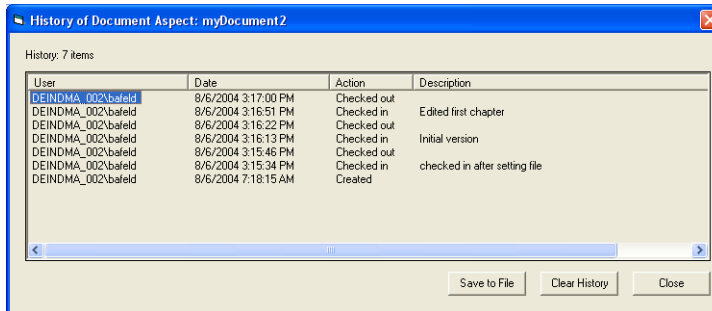 History of Document Aspect: myDocument2
History: 7 items
User Date Action Description
DEINDMA_002\bafeld 8/6/2004 3:17:00 PM Checked out
DEINDMA_002\bafeld 8/6/2004 3:16:51 PM Checked in Edited first chapter
DEINDMA_002\bafeld 8/6/2004 3:16:22 PM Checked out
DEINDMA_002\bafeld 8/6/2004 3:16:13 PM Checked in Initial version
DEINDMA_002\bafeld 8/6/2004 3:15:46 PM Checked out
DEINDMA_002\bafeld 8/6/2004 3:15:34 PM Checked in checked in after setting file
DEINDMA_002\bafeld 8/6/2004 7:18:15 AM Created
Save to File Clear History Close